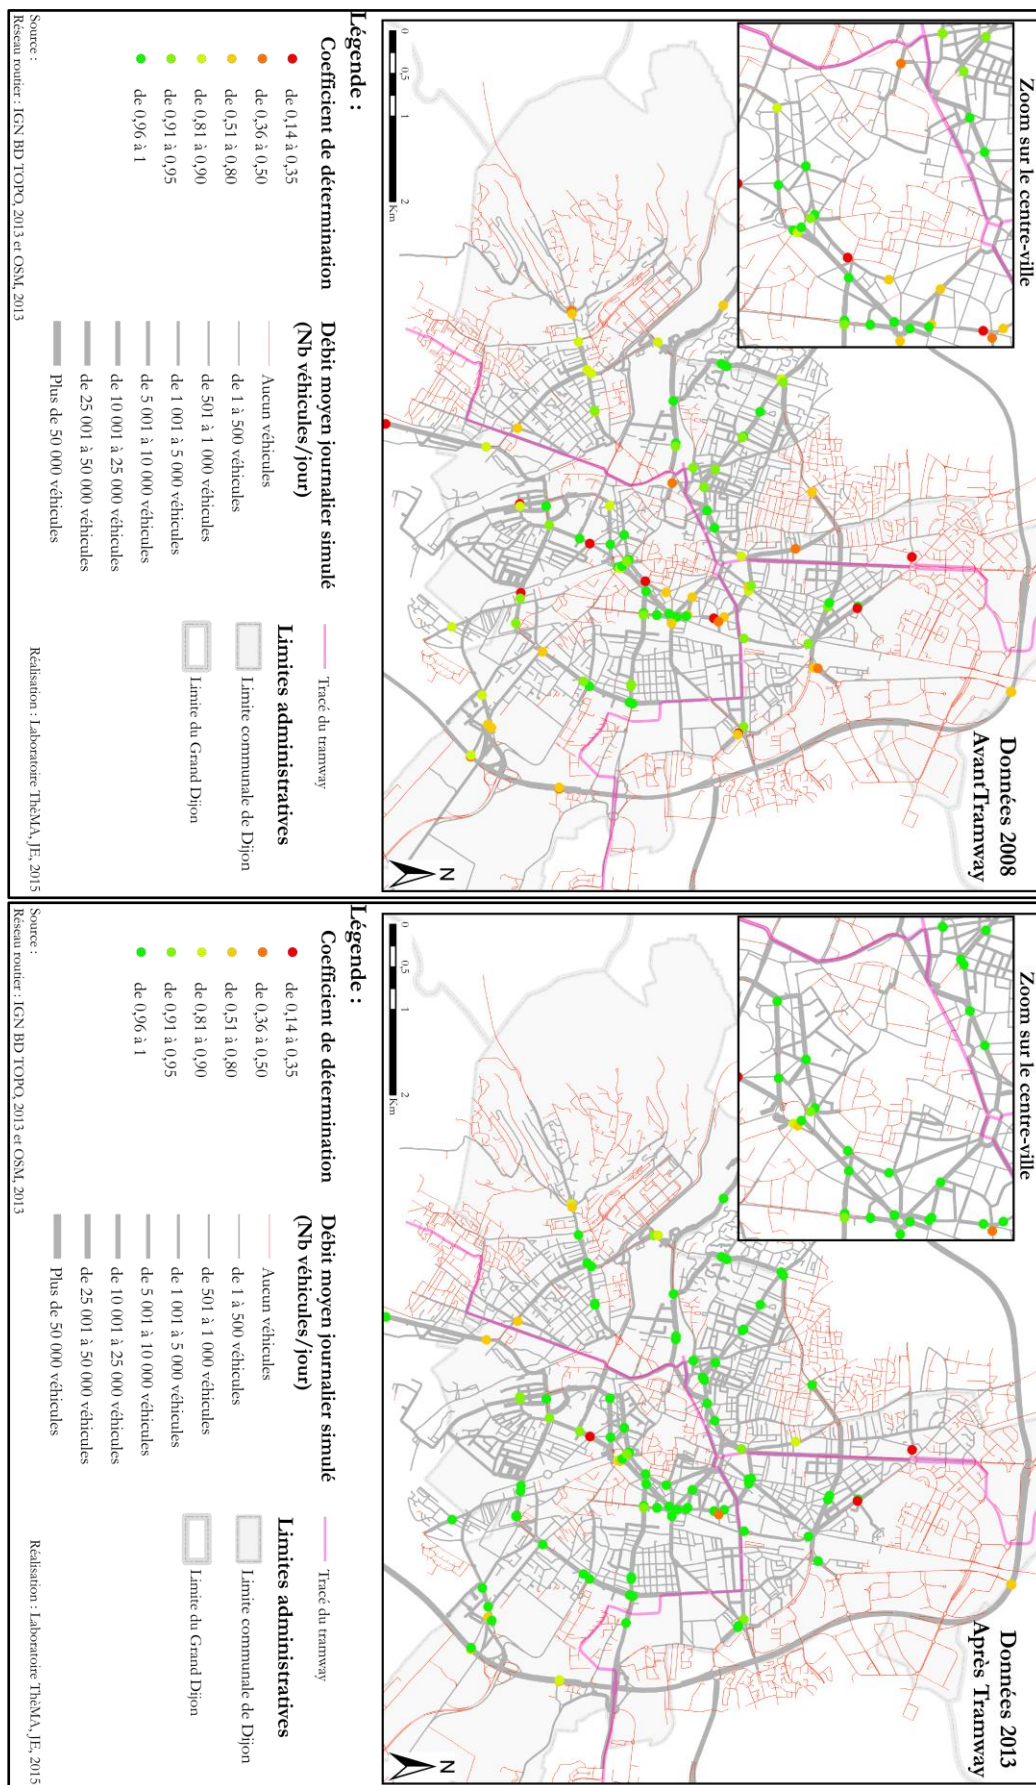 Zoom sur le centre-ville
Données 2008
AvantTramway
N
0
0,5
1
2
Km
Légende :
Coefficient de détermination
de 0,14 à 0,35
de 0,36 à 0,50
de 0,51 à 0,80
de 0,81 à 0,90
de 0,91 à 0,95
de 0,96 à 1
Débit moyen journalier simulé
(Nb véhicules/jour)
Aucun véhicules
de 1 à 500 véhicules
de 501 à 1 000 véhicules
de 1 001 à 5 000 véhicules
de 5 001 à 10 000 véhicules
de 10 001 à 25 000 véhicules
de 25 001 à 50 000 véhicules
Plus de 50 000 véhicules
Tracé du tramway
Limites administratives
Limite communale de Dijon
Limite du Grand Dijon
Source :
Réseau routier : IGN BD TOPO, 2013 et OSM, 2013
Réalisation : Laboratoire ThéMA, JE, 2015
Zoom sur le centre-ville
Données 2013
Après Tramway
N
0
0,5
1
2
Km
Légende :
Coefficient de détermination
de 0,14 à 0,35
de 0,36 à 0,50
de 0,51 à 0,80
de 0,81 à 0,90
de 0,91 à 0,95
de 0,96 à 1
Débit moyen journalier simulé
(Nb véhicules/jour)
Aucun véhicules
de 1 à 500 véhicules
de 501 à 1 000 véhicules
de 1 001 à 5 000 véhicules
de 5 001 à 10 000 véhicules
de 10 001 à 25 000 véhicules
de 25 001 à 50 000 véhicules
Plus de 50 000 véhicules
Tracé du tramway
Limites administratives
Limite communale de Dijon
Limite du Grand Dijon
Source :
Réseau routier : IGN BD TOPO, 2013 et OSM, 2013
Réalisation : Laboratoire ThéMA, JE, 2015